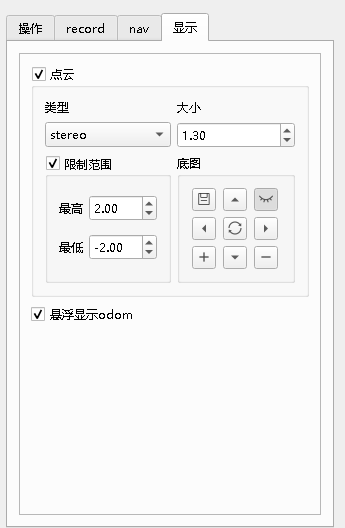 操作 record nav 显示
点云
类型 大小
stereo 1.30
限制范围 底图
最高 2.00
最低 -2.00
悬浮显示odom